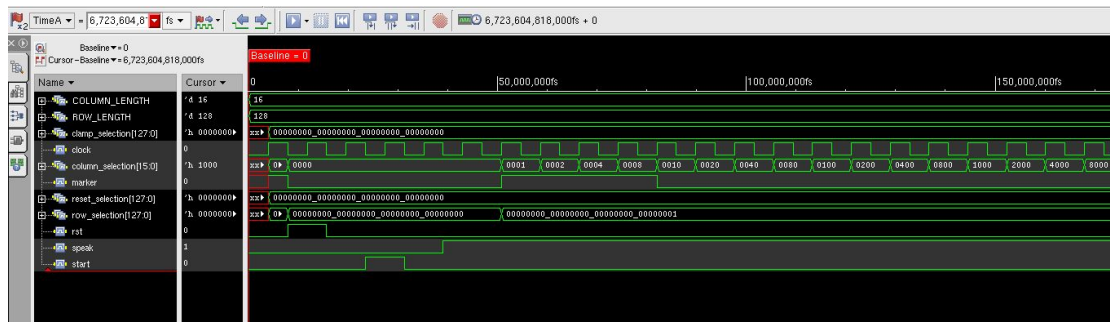 x2 TimeA = 6,723,604,8 fs 6,723,604,818,000fs + 0
Baseline = 0
Cursor - Baseline = 6,723,604,818,000fs
Baseline = 0
Name Cursor 0 50,000,000fs 100,000,000fs 150,000,000fs
COLUMN_LENGTH 'd 16 16
ROW_LENGTH 'd 128 128
clamp_selection[127:0] 'h 0000000 xx 00000000_00000000_00000000_00000000
clock 0
column_selection[15:0] 'h 1000 xx 0 0000 0001 0002 0004 0008 0010 0020 0040 0080 0100 0200 0400 0800 1000 2000 4000 8000
marker 0
reset_selection[127:0] 'h 0000000 xx 00000000_00000000_00000000_00000000
row_selection[127:0] 'h 0000000 xx 0 00000000_00000000_00000000_00000000 00000000_00000000_00000000_00000001
rst 0
speak 1
start 0